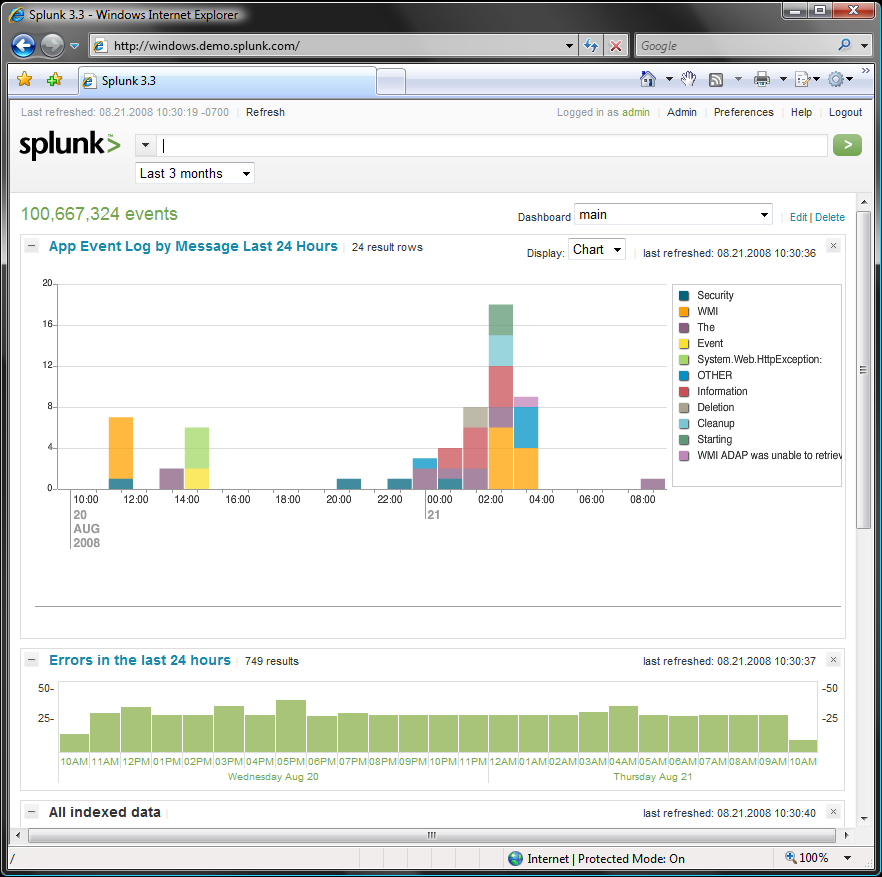 Splunk 3.3 - Windows Internet Explorer
http://windows.demo.splunk.com/
Google
Splunk 3.3
Last refreshed: 08.21.2008 10:30:19 -0700 Refresh Logged in as admin Admin Preferences Help Logout
splunk>™
Last 3 months
100,667,324 events
Dashboard main Edit | Delete
App Event Log by Message Last 24 Hours 24 result rows Display: Chart last refreshed: 08.21.2008 10:30:36
20
16
12
8
4
0
Security
WMI
The
Event
System.Web.HttpException:
OTHER
Information
Deletion
Cleanup
Starting
WMI ADAP was unable to retriev
10:00 12:00 14:00 16:00 18:00 20:00 22:00 00:00 02:00 04:00 06:00 08:00
20 21
AUG
2008
Errors in the last 24 hours 749 results last refreshed: 08.21.2008 10:30:37
50- -50
25- -25
10AM 11AM 12PM 01PM 02PM 03PM 04PM 05PM 06PM 07PM 08PM 09PM 10PM 11PM 12AM 01AM 02AM 03AM 04AM 05AM 06AM 07AM 08AM 09AM 10AM
Wednesday Aug 20 Thursday Aug 21
All indexed data last refreshed: 08.21.2008 10:30:40
/ Internet | Protected Mode: On 100%